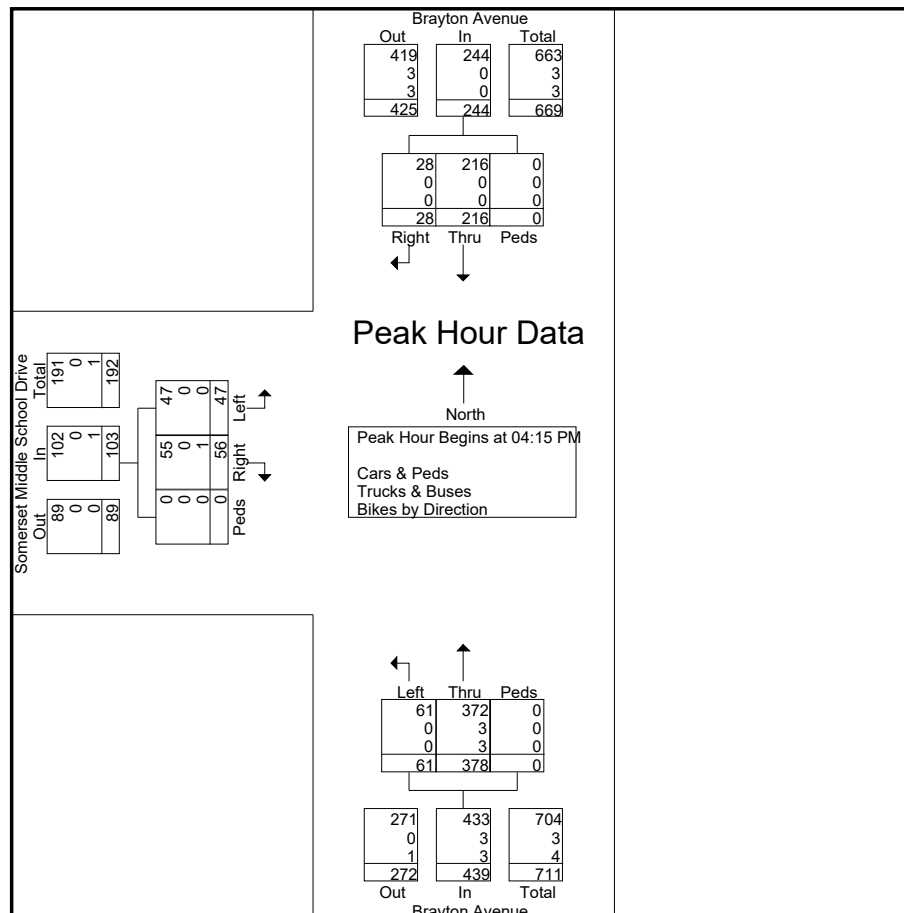 Brayton Avenue
Out In Total
419 244 663
3 0 3
3 0 3
425 244 669
28 216 0
0 0 0
0 0 0
28 216 0
Right Thru Peds
Peak Hour Data
North
Peak Hour Begins at 04:15 PM
Cars & Peds
Trucks & Buses
Bikes by Direction
Somerset Middle School Drive
Out In Total
89 102 191
0 0 0
0 1 1
89 103 192
0 55 47
0 0 0
0 1 0
0 56 47
Peds Right Left
Left Thru Peds
61 372 0
0 3 0
0 3 0
61 378 0
271 433 704
0 3 3
1 3 4
272 439 711
Out In Total
Brayton Avenue